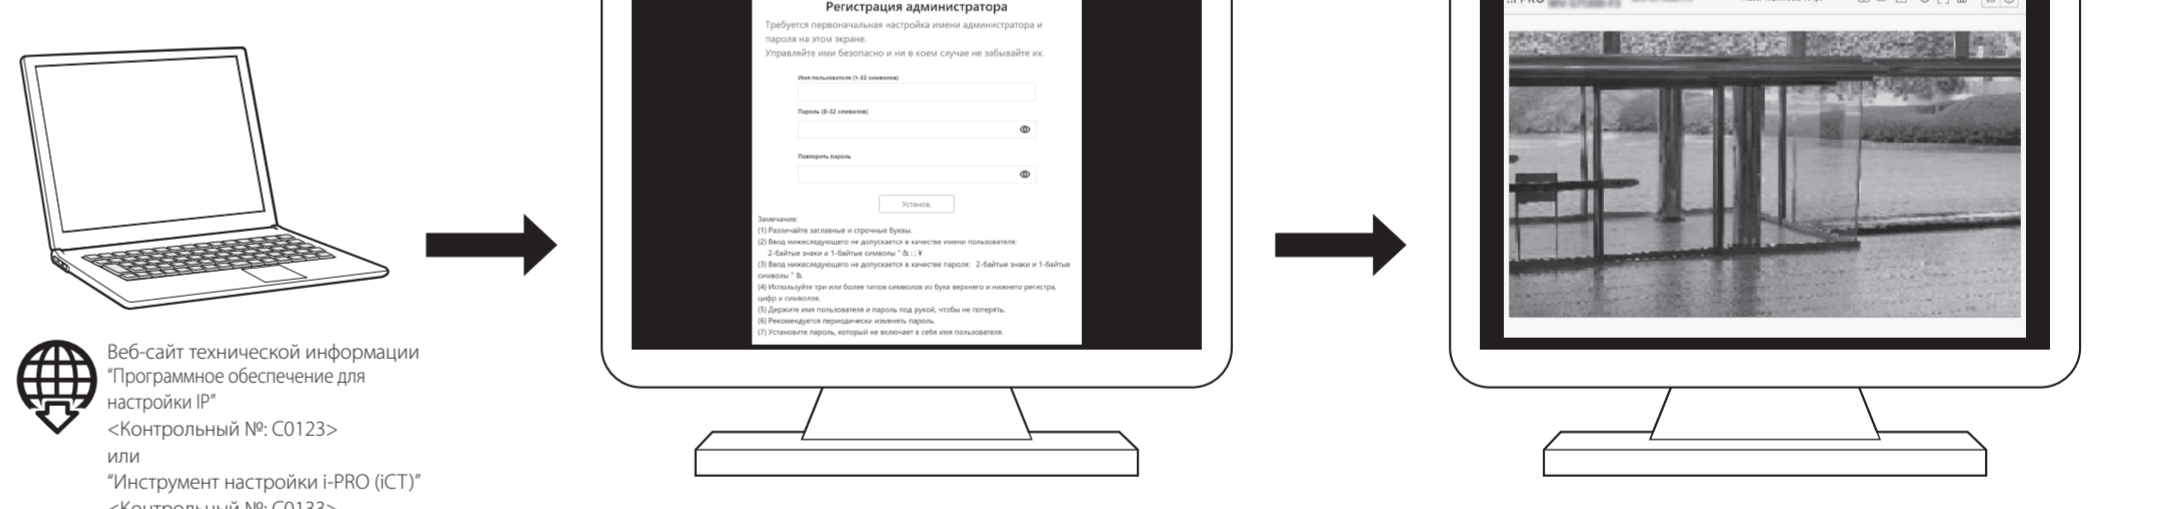 Регистрация администратора
Требуется первоначальная настройка имени администратора и
пароля на этом экране.
Управляйте ими безопасно и ни в коем случае не забывайте их.
Имя пользователя (1-32 символов)
Пароль (8-32 символов)
Повторить пароль
Установ.
Замечание:
(1) Различайте заглавные и строчные буквы.
(2) Ввод нижеследующего не допускается в качестве имени пользователя:
2-байтые знаки и 1-байтые символы " & : ; ¥
(3) Ввод нижеследующего не допускается в качестве пароля: 2-байтые знаки и 1-байтые
символы " &
(4) Используйте три или более типов символов из букв верхнего и нижнего регистра,
цифр и символов.
(5) Держите имя пользователя и пароль под рукой, чтобы не потерять.
(6) Рекомендуется периодически изменять пароль.
(7) Установите пароль, который не включает в себя имя пользователя.
Веб-сайт технической информации
“Программное обеспечение для
настройки IP”
<Контрольный №: C0123>
или
“Инструмент настройки i-PRO (iCT)”
<Контрольный №: C0133>